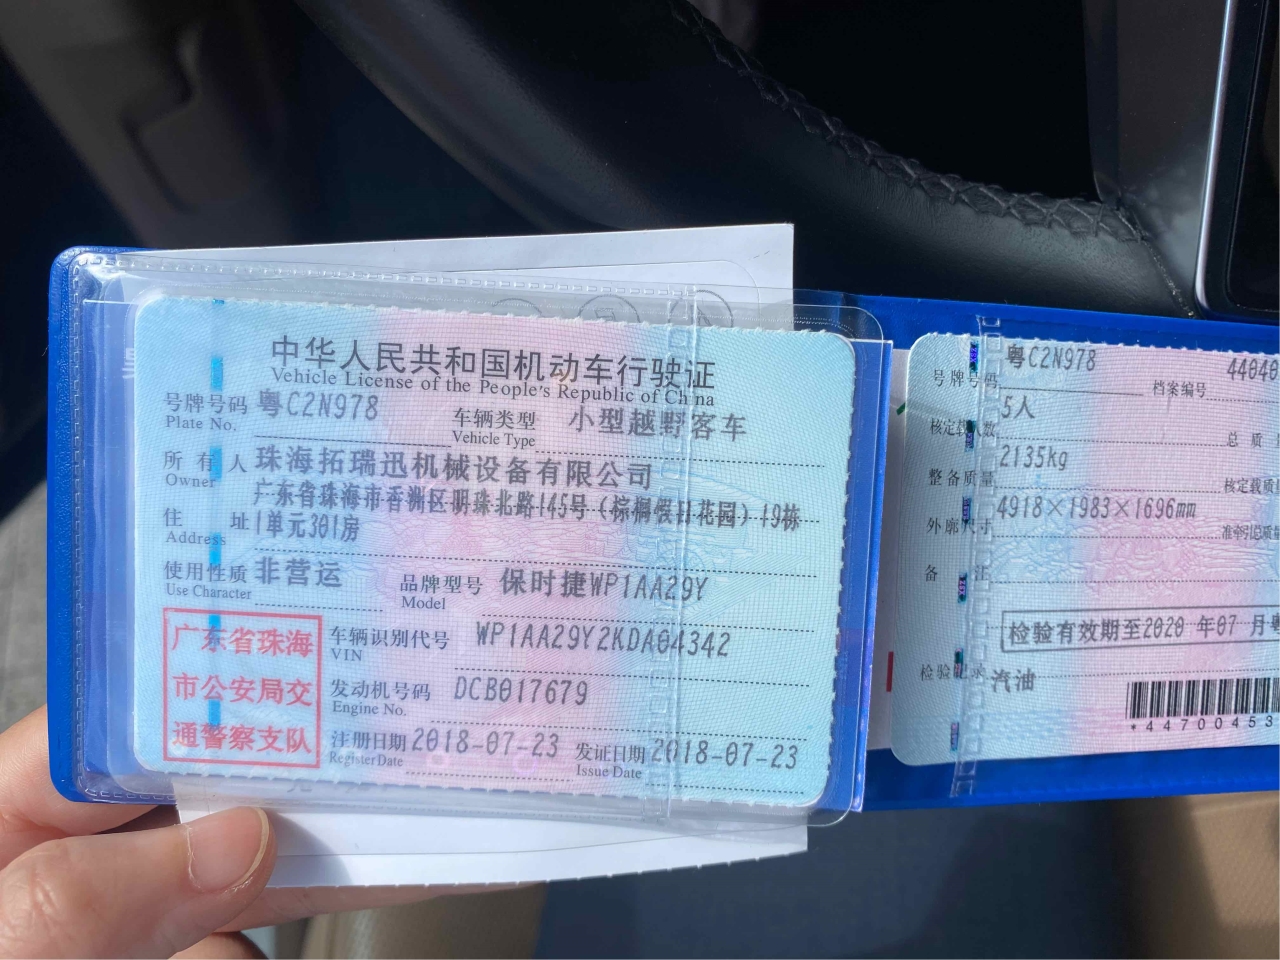 中华人民共和国机动车行驶证
Vehicle License of the People's Republic of China
号牌号码 粤C2N978 车辆类型 小型越野客车
Plate No. Vehicle Type
所有人 珠海拓瑞迅机械设备有限公司
Owner
广东省珠海市香洲区明珠北路145号(棕榈假日花园)19栋
住址 1单元301房
Address
使用性质 非营运 品牌型号 保时捷WP1AA29Y
Use Character Model
广东省珠海
市公安局交
通警察支队
车辆识别代号 WP1AA29Y2KDA04342
VIN
发动机号码 DCB017679
Engine No.
注册日期 2018-07-23 发证日期 2018-07-23
Register Date Issue Date
号牌号码 粤C2N978 档案编号 44040
核定载人数 5人 总质
整备质量 2135kg 核定载质
外廓尺寸 4918×1983×1696mm 准牵引总质
备注
检验有效期至2020年07月粤
检验记录 汽油
*44700453